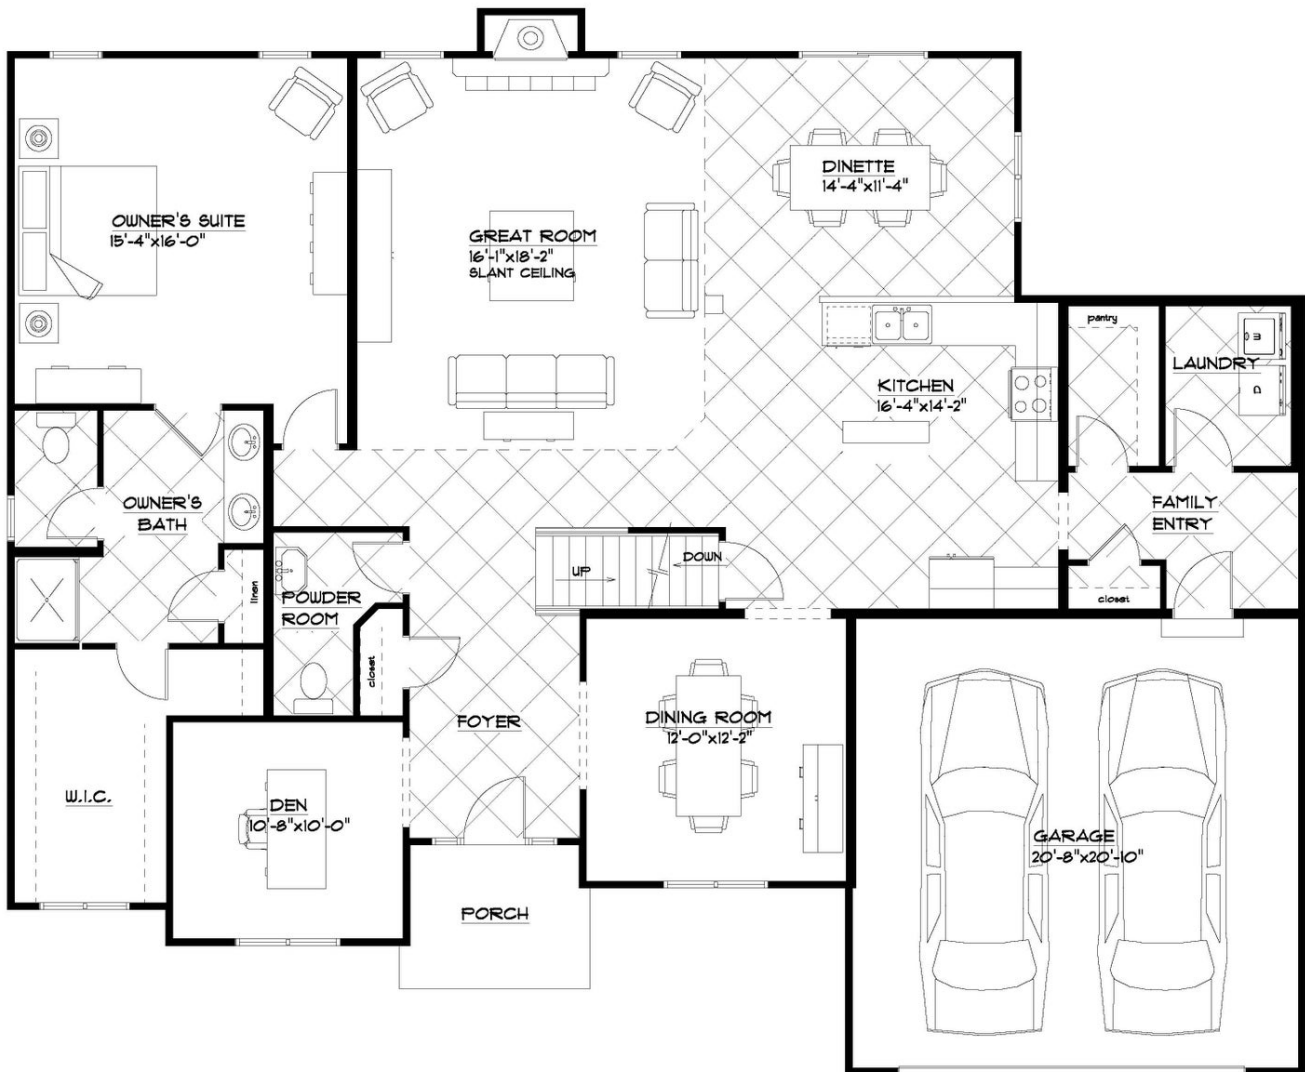 DINETTE
14'-4"x11'-4"
OWNER'S SUITE
15'-4"x16'-0"
GREAT ROOM
16'-1"x18'-2"
SLANT CEILING
pantry
LAUNDRY
KITCHEN
16'-4"x14'-2"
OWNER'S
BATH
FAMILY
ENTRY
UP
DOWN
linen
POWDER
ROOM
closet
closet
FOYER
DINING ROOM
12'-0"x12'-2"
W.I.C.
DEN
10'-8"x10'-0"
GARAGE
20'-8"x20'-10"
PORCH